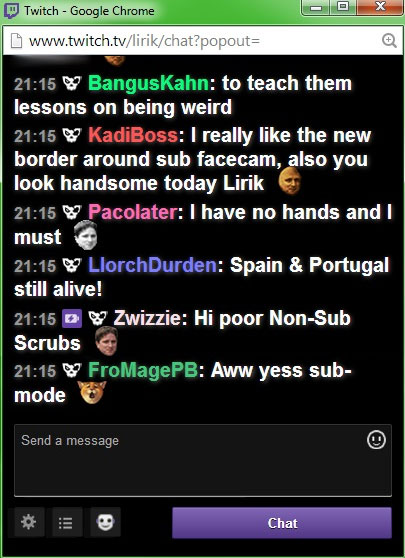 Twitch - Google Chrome
www.twitch.tv/lirik/chat?popout=
21:15 BangusKahn: to teach them
lessons on being weird
21:15 KadiBoss: I really like the new
border around sub facecam, also you
look handsome today Lirik
21:15 Pacolater: I have no hands and I
must
21:15 LlorchDurden: Spain & Portugal
still alive!
21:15 Zwizzie: Hi poor Non-Sub
Scrubs
21:15 FroMagePB: Aww yess sub-
mode
Send a message
Chat